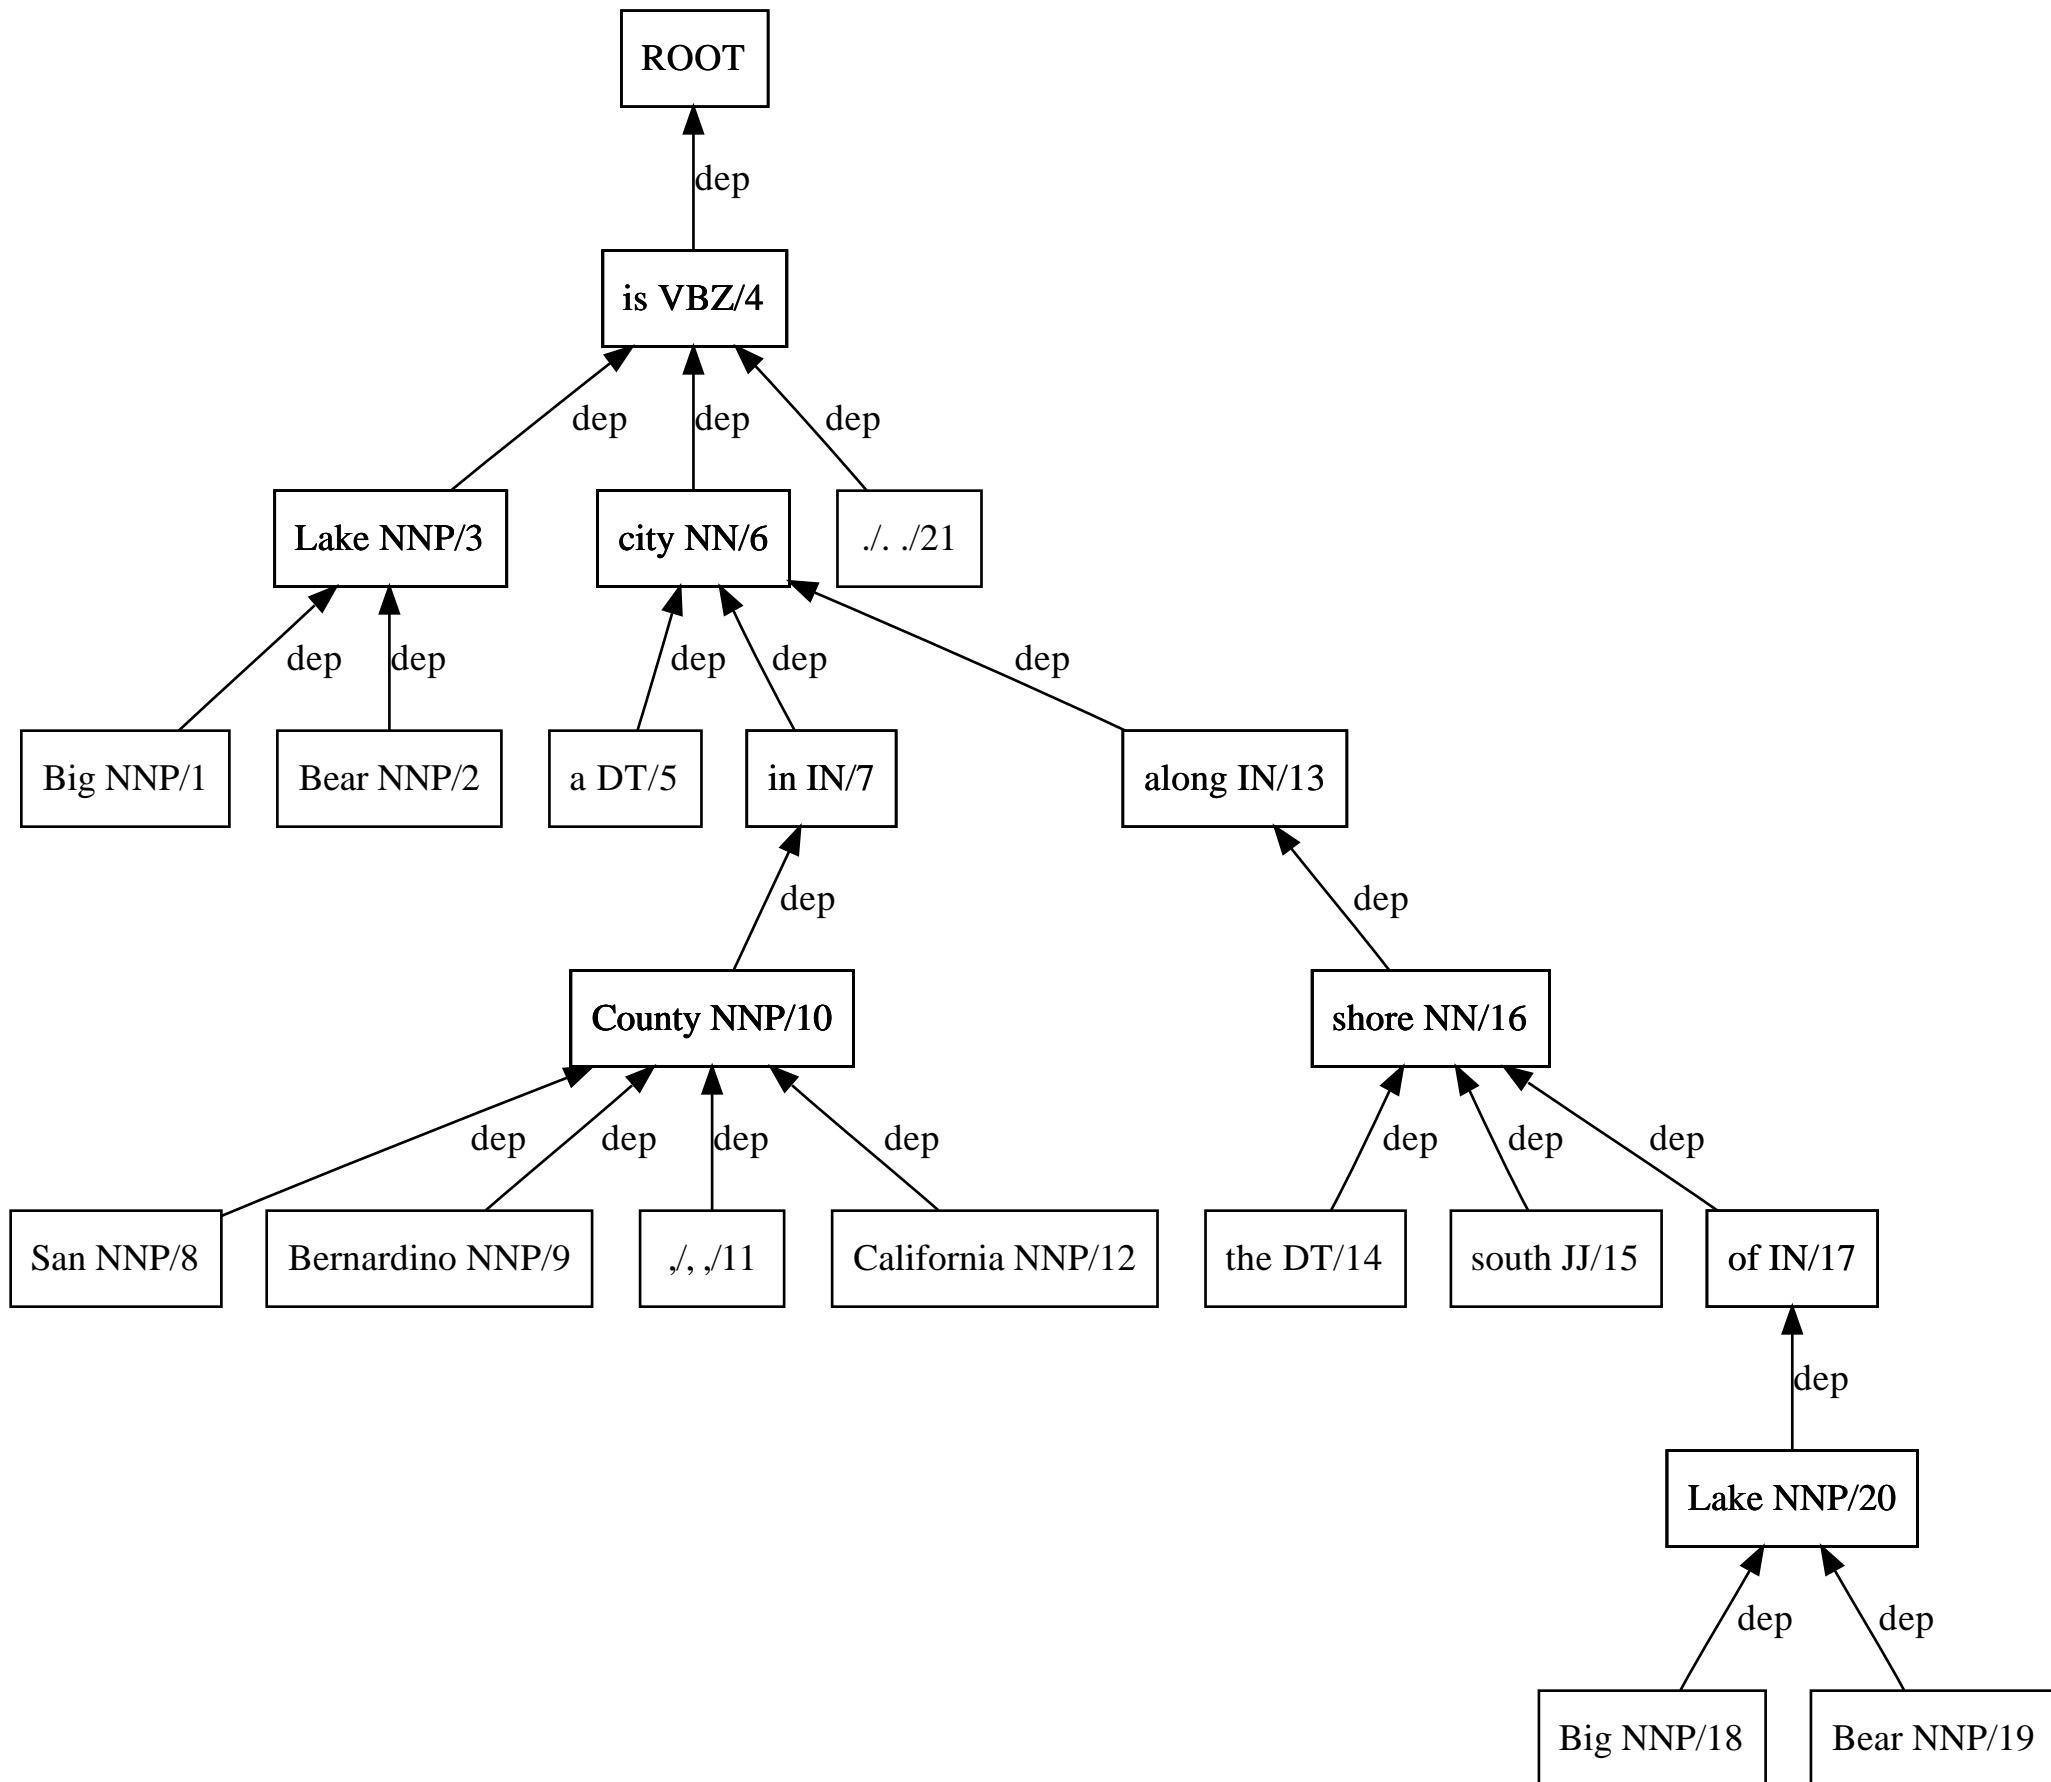 ROOT
dep
is VBZ/4
dep dep dep
Lake NNP/3 city NN/6 ./. ./21
dep dep dep dep dep
Big NNP/1 Bear NNP/2 a DT/5 in IN/7 along IN/13
dep dep
County NNP/10 shore NN/16
dep dep dep dep dep dep dep
San NNP/8 Bernardino NNP/9 ,/, ,/11 California NNP/12 the DT/14 south JJ/15 of IN/17
dep
Lake NNP/20
dep dep
Big NNP/18 Bear NNP/19